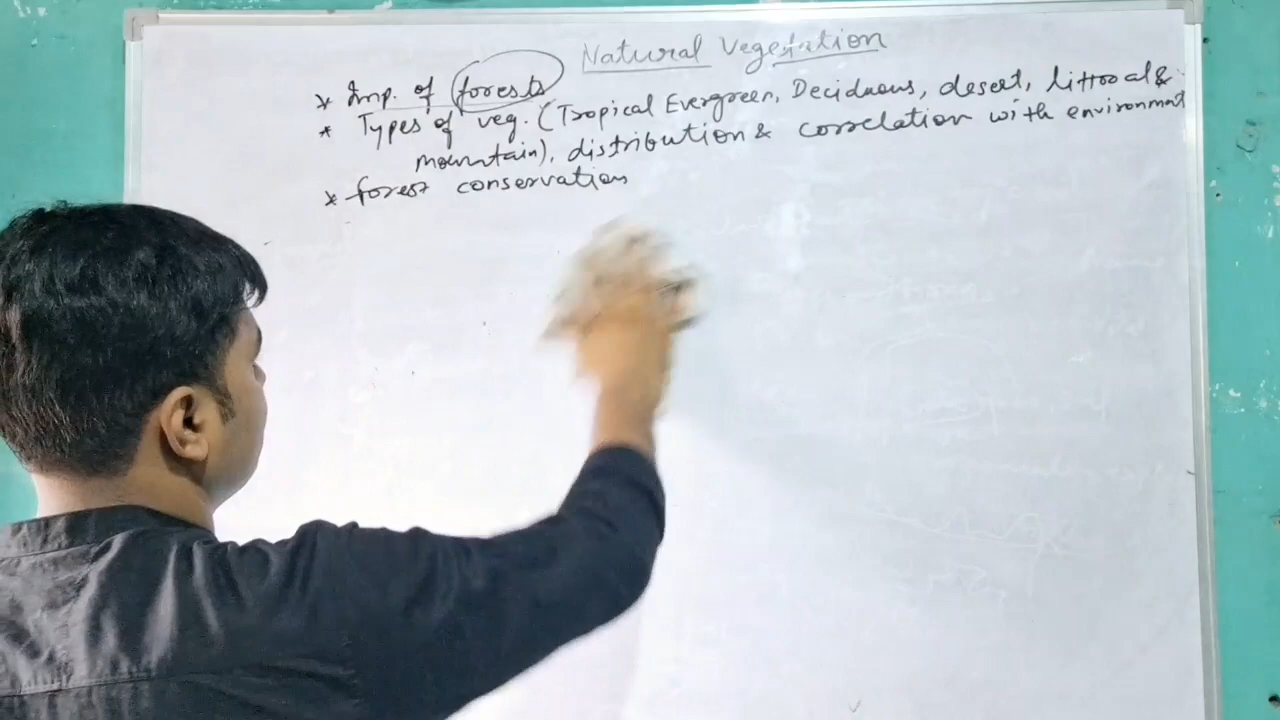 Natural Vegetation
* Imp. of forests
* Types of veg. (Tropical Evergreen, Deciduous, desert, littoral &
mountain), distribution & correlation with environment
* forest conservation